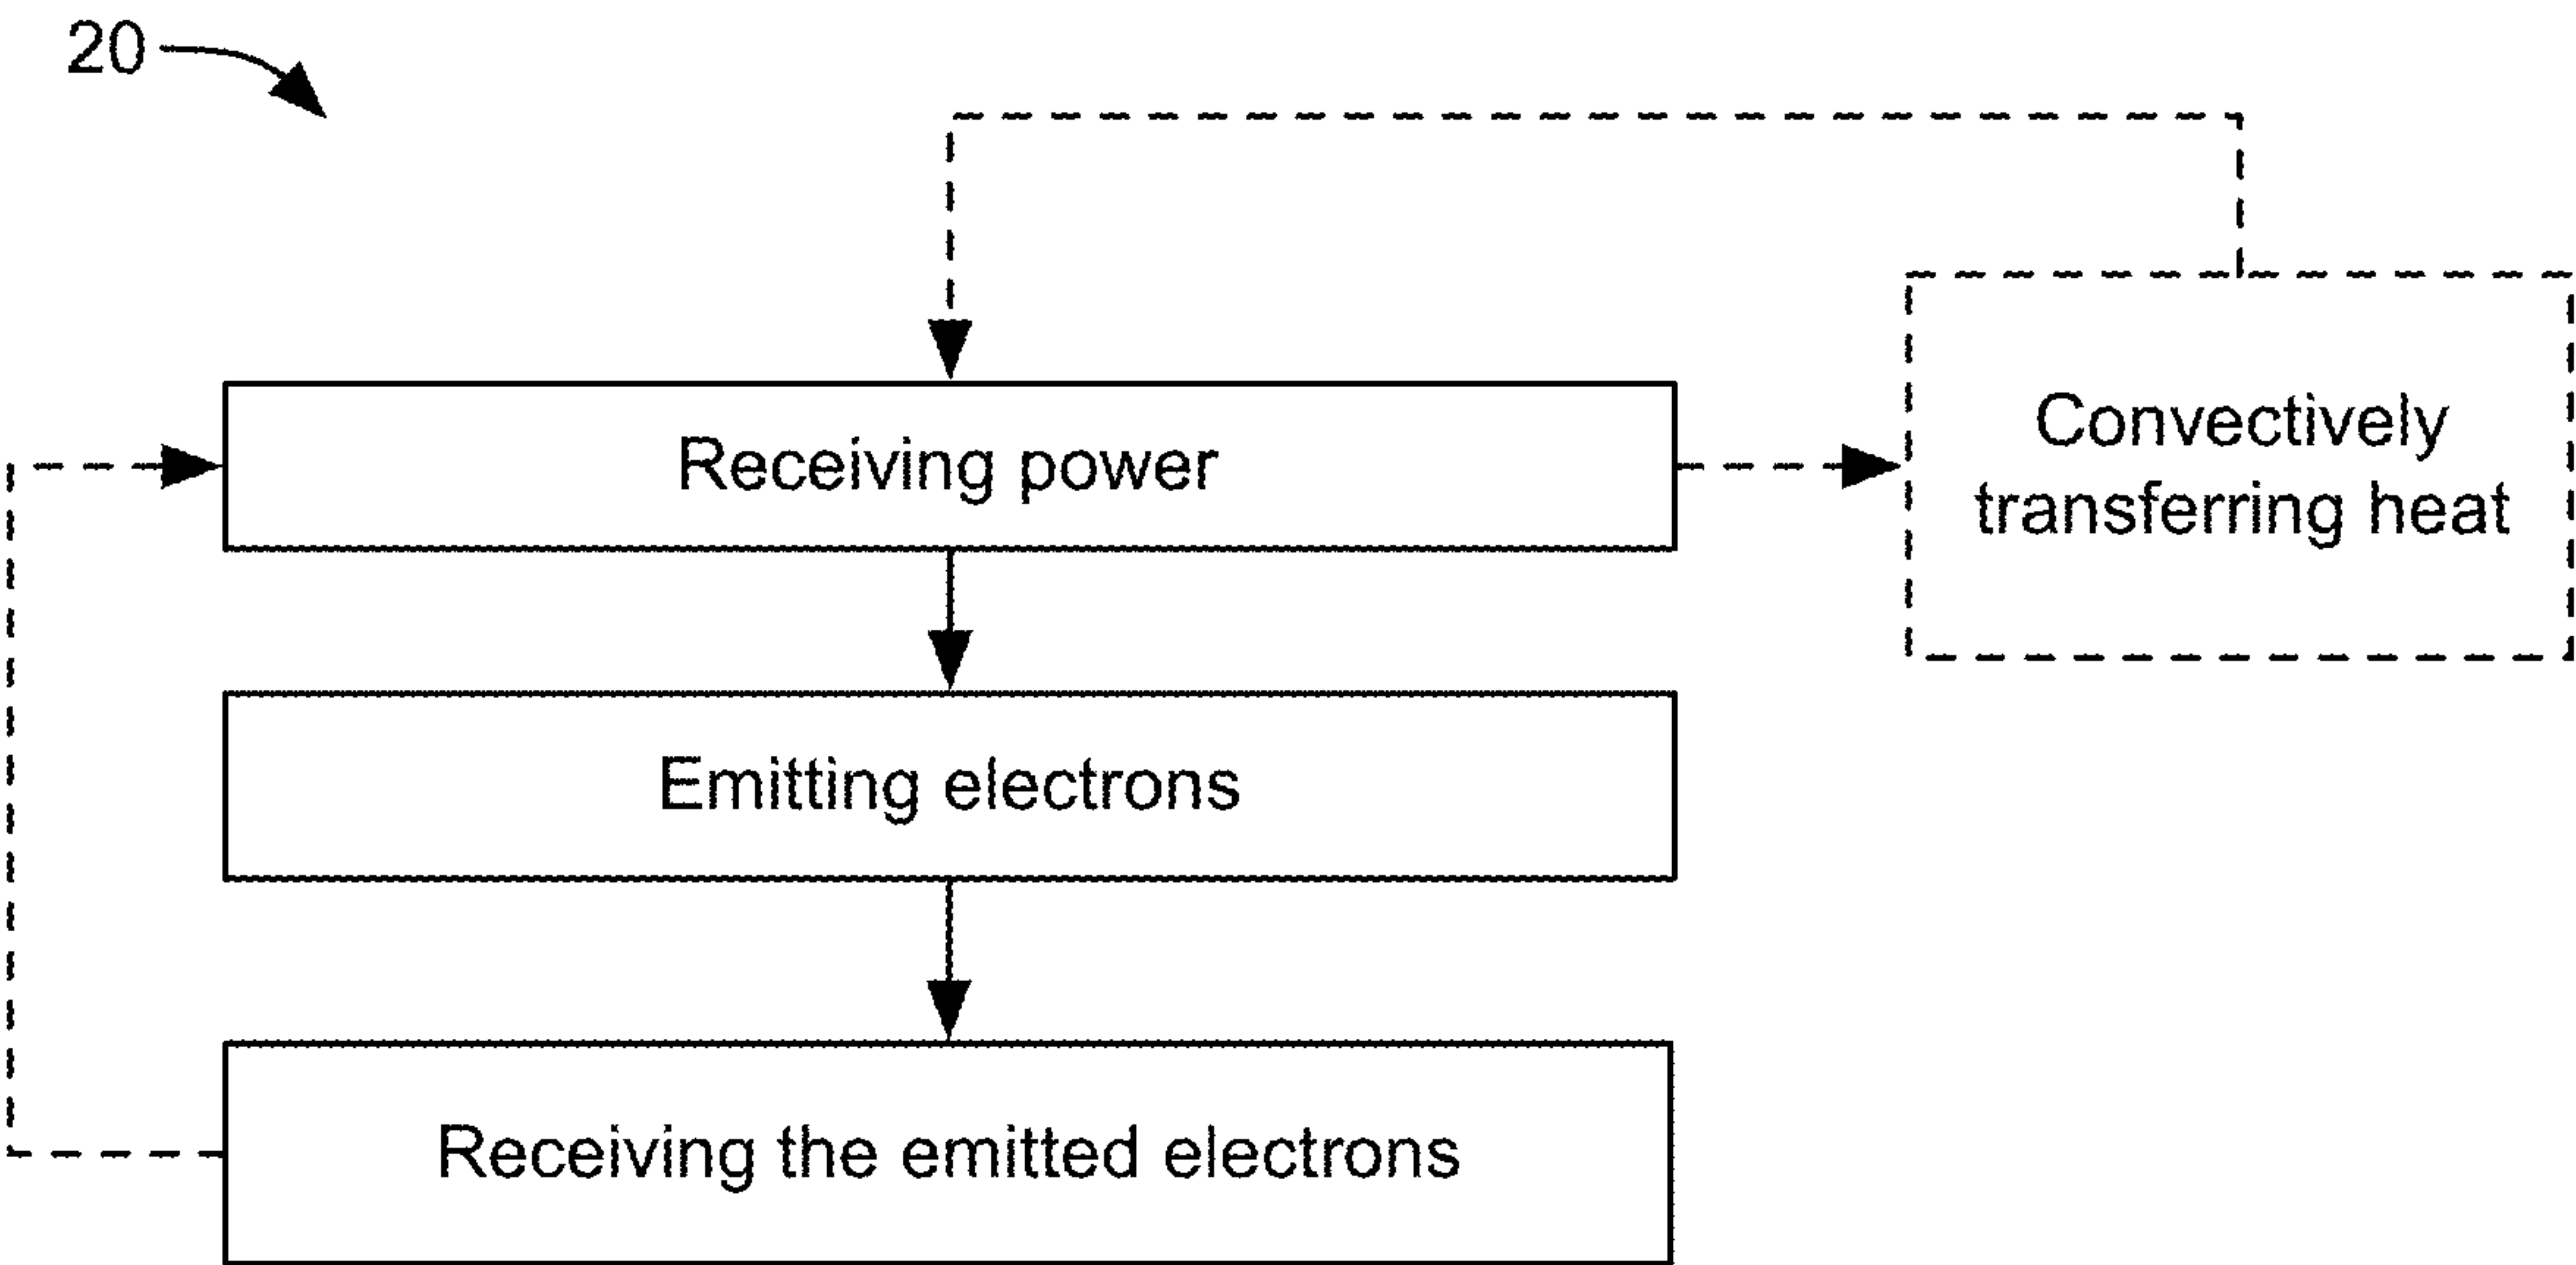 20
Receiving power
Convectively
transferring heat
Emitting electrons
Receiving the emitted electrons